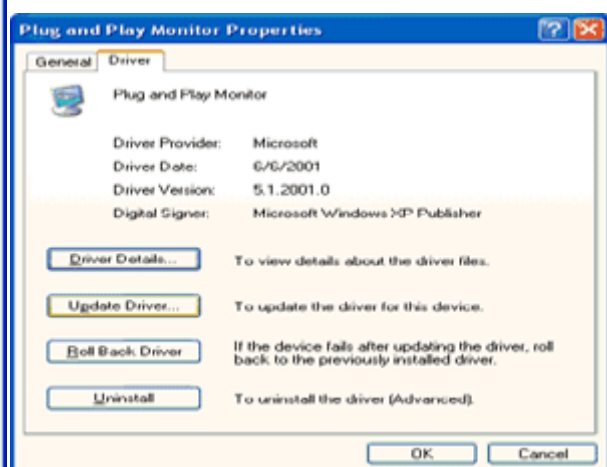 Plug and Play Monitor Properties
General Driver
Plug and Play Monitor
Driver Provider: Microsoft
Driver Date: 6/6/2001
Driver Version: 5.1.2001.0
Digital Signer: Microsoft Windows XP Publisher
Driver Details... To view details about the driver files.
Update Driver... To update the driver for this device.
Roll Back Driver If the device fails after updating the driver, roll
back to the previously installed driver.
Uninstall To uninstall the driver (Advanced).
OK Cancel